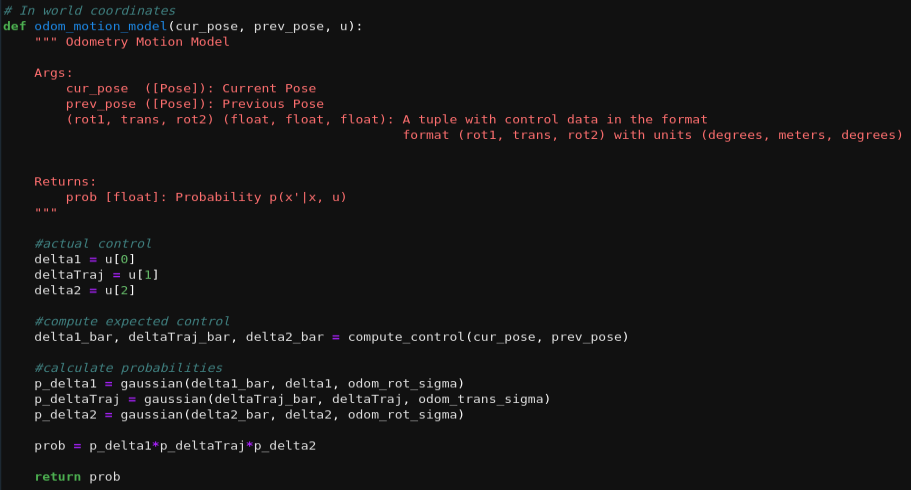 # In world coordinates
def odom_motion_model(cur_pose, prev_pose, u):
    """ Odometry Motion Model

    Args:
        cur_pose  ([Pose]): Current Pose
        prev_pose ([Pose]): Previous Pose
        (rot1, trans, rot2) (float, float, float): A tuple with control data in the format
                                                   format (rot1, trans, rot2) with units (degrees, meters, degrees)


    Returns:
        prob [float]: Probability p(x'|x, u)
    """

    #actual control
    delta1 = u[0]
    deltaTraj = u[1]
    delta2 = u[2]

    #compute expected control
    delta1_bar, deltaTraj_bar, delta2_bar = compute_control(cur_pose, prev_pose)

    #calculate probabilities
    p_delta1 = gaussian(delta1_bar, delta1, odom_rot_sigma)
    p_deltaTraj = gaussian(deltaTraj_bar, deltaTraj, odom_trans_sigma)
    p_delta2 = gaussian(delta2_bar, delta2, odom_rot_sigma)

    prob = p_delta1*p_deltaTraj*p_delta2

    return prob